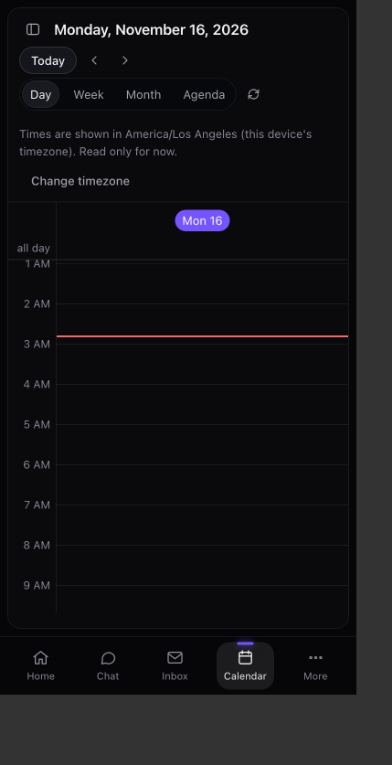 Monday, November 16, 2026
Today
Day Week Month Agenda
Times are shown in America/Los Angeles (this device's
timezone). Read only for now.
Change timezone
Mon 16
all day
1 AM
2 AM
3 AM
4 AM
5 AM
6 AM
7 AM
8 AM
9 AM
Home Chat Inbox Calendar More